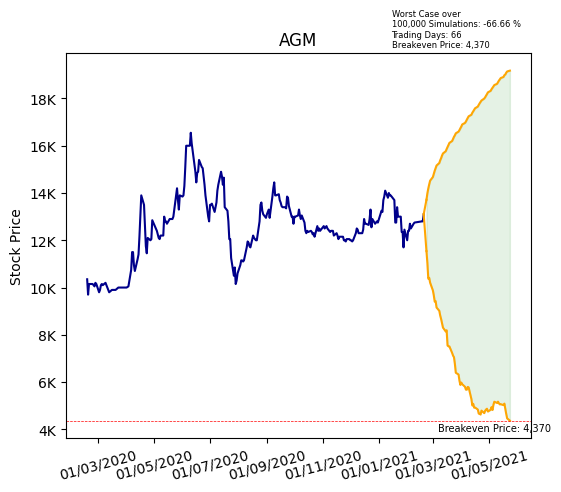 Worst Case over
100,000 Simulations: -66.66 %
Trading Days: 66
Breakeven Price: 4,370
AGM
Stock Price
18K
16K
14K
12K
10K
8K
6K
4K
Breakeven Price: 4,370
01/03/2020
01/05/2020
01/07/2020
01/09/2020
01/11/2020
01/01/2021
01/03/2021
01/05/2021